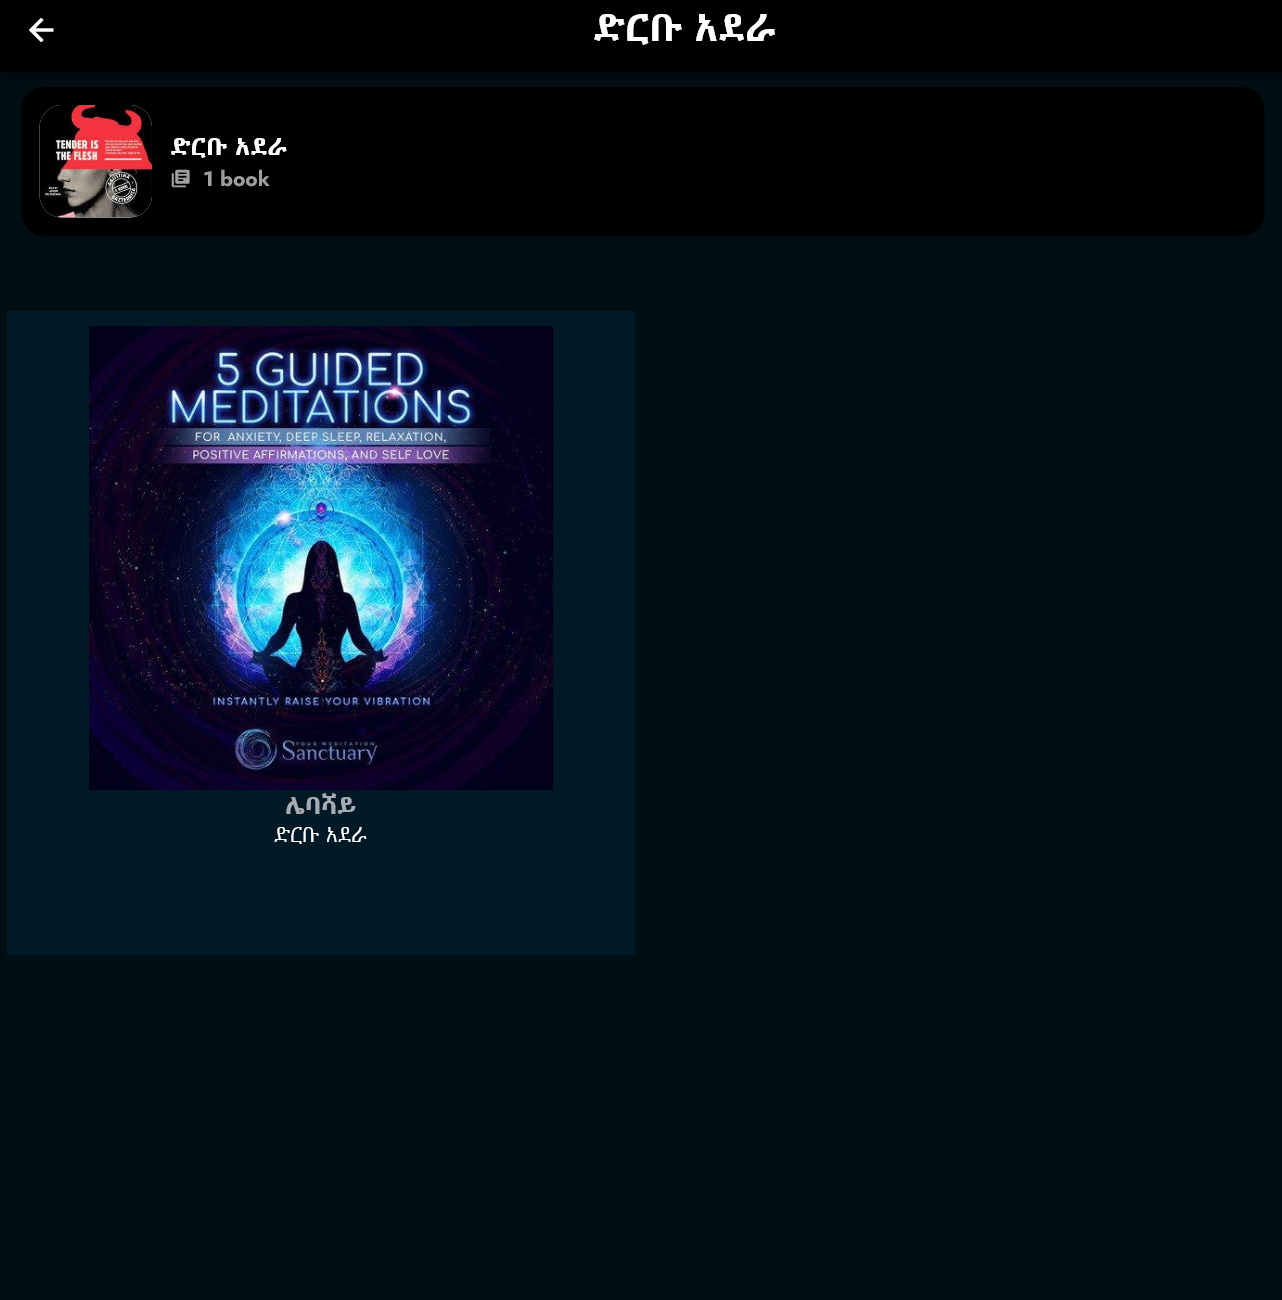 ድርቡ አደራ
TENDER IS
THE FLESH
ድርቡ አደራ
1 book
5 GUIDED
MEDITATIONS
FOR ANXIETY, DEEP SLEEP, RELAXATION,
POSITIVE AFFIRMATIONS, AND SELF LOVE
INSTANTLY RAISE YOUR VIBRATION
YOUR MEDITATION
Sanctuary
ሌባሻይ
ድርቡ አደራ